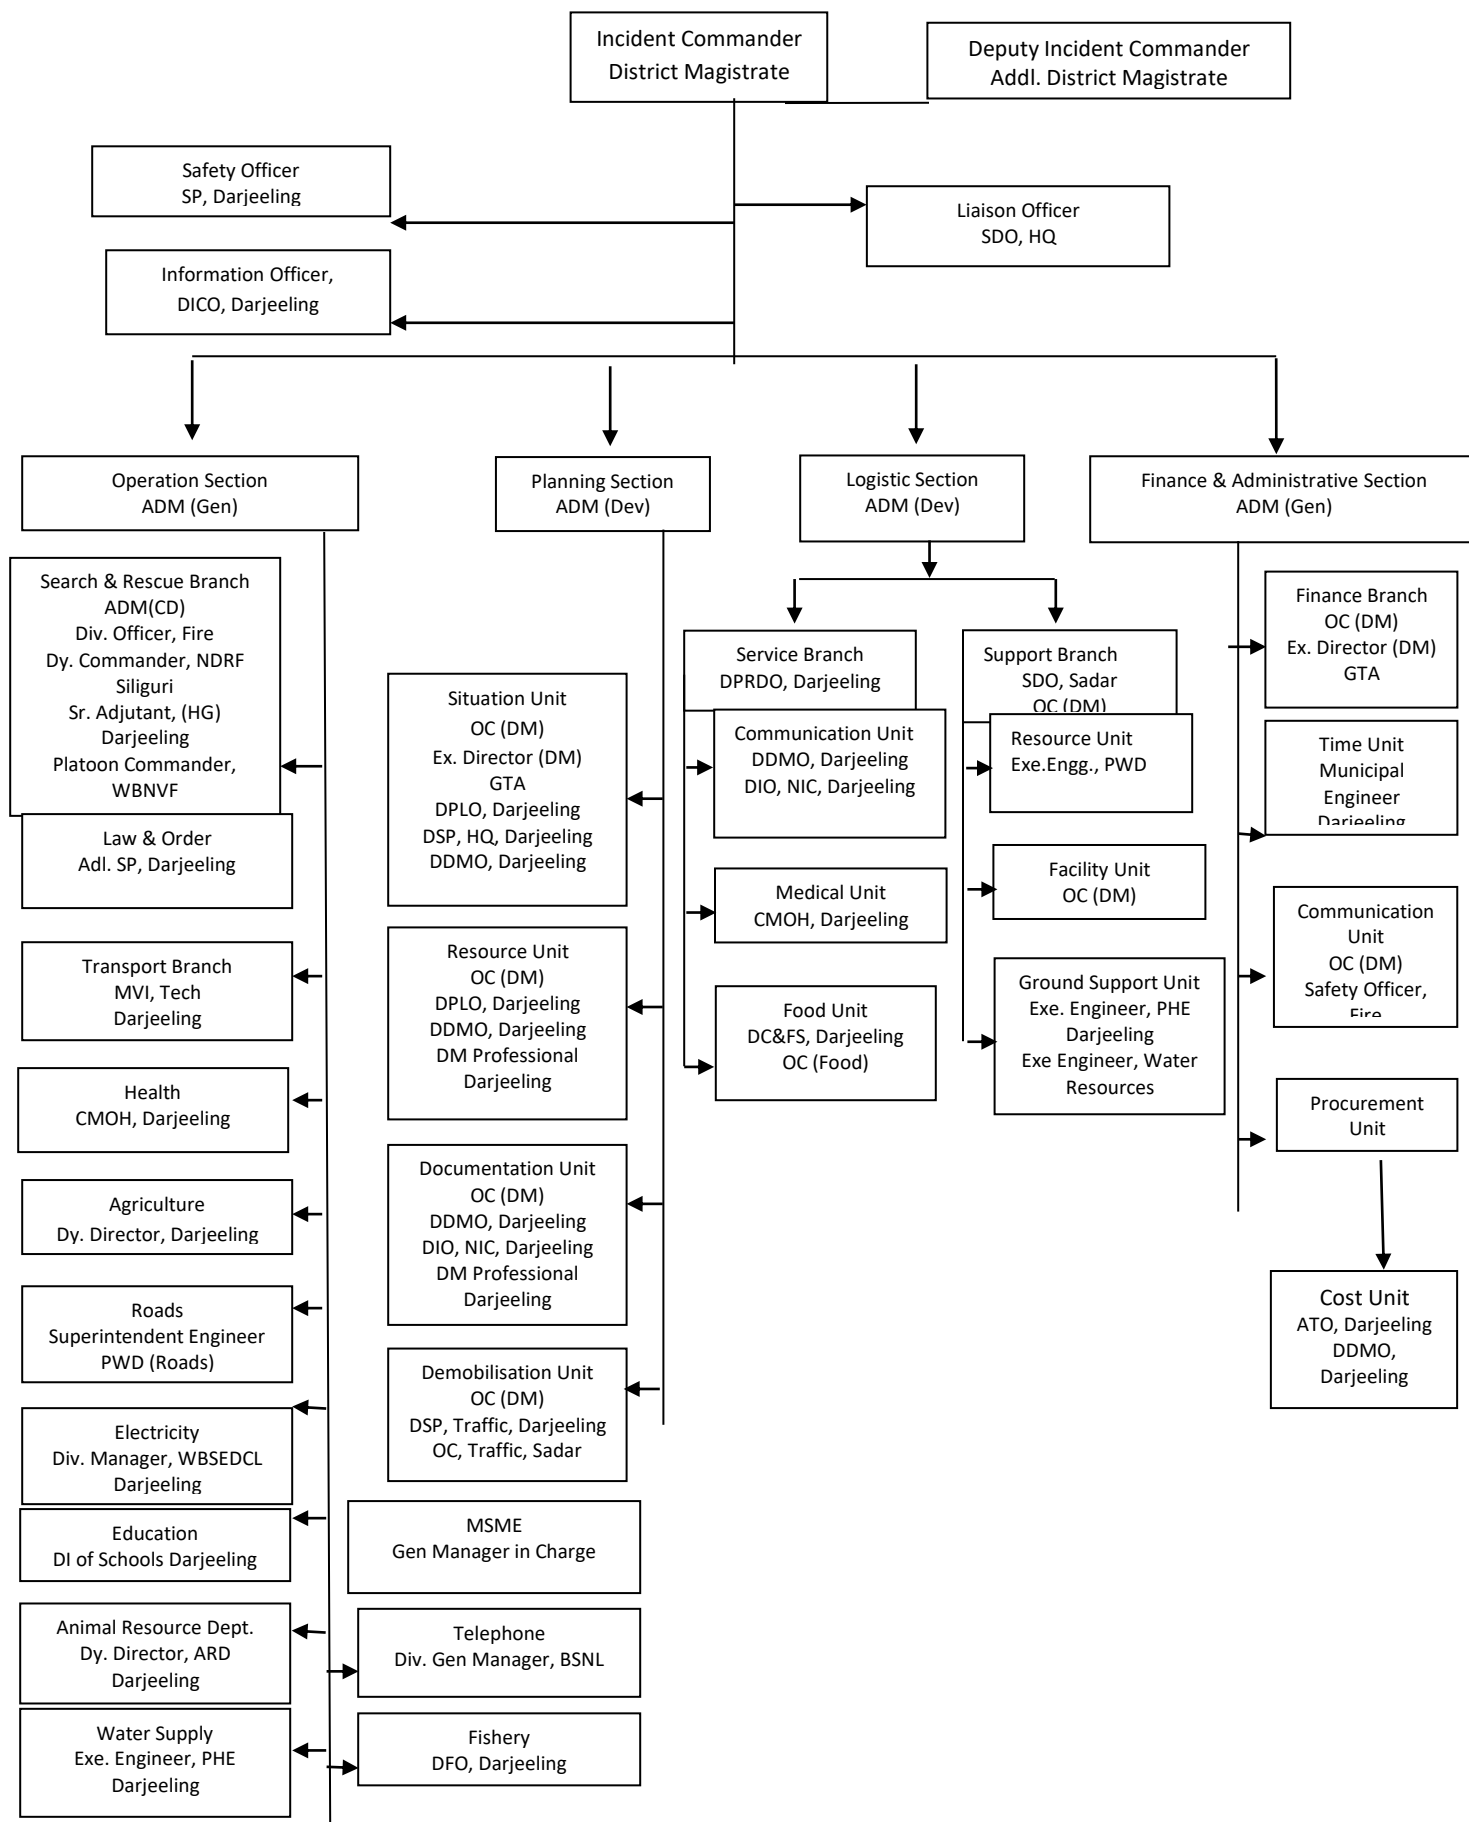 Incident Commander
District Magistrate
Deputy Incident Commander
Addl. District Magistrate
Safety Officer
SP, Darjeeling
Liaison Officer
SDO, HQ
Information Officer,
DICO, Darjeeling
Operation Section
ADM (Gen)
Planning Section
ADM (Dev)
Logistic Section
ADM (Dev)
Finance & Administrative Section
ADM (Gen)
Search & Rescue Branch
ADM(CD)
Div. Officer, Fire
Dy. Commander, NDRF
Siliguri
Sr. Adjutant, (HG)
Darjeeling
Platoon Commander,
WBNVF
Law & Order
Adl. SP, Darjeeling
Transport Branch
MVI, Tech
Darjeeling
Health
CMOH, Darjeeling
Agriculture
Dy. Director, Darjeeling
Roads
Superintendent Engineer
PWD (Roads)
Electricity
Div. Manager, WBSEDCL
Darjeeling
Education
DI of Schools Darjeeling
Animal Resource Dept.
Dy. Director, ARD
Darjeeling
Water Supply
Exe. Engineer, PHE
Darjeeling
Situation Unit
OC (DM)
Ex. Director (DM)
GTA
DPLO, Darjeeling
DSP, HQ, Darjeeling
DDMO, Darjeeling
Resource Unit
OC (DM)
DPLO, Darjeeling
DDMO, Darjeeling
DM Professional
Darjeeling
Documentation Unit
OC (DM)
DDMO, Darjeeling
DIO, NIC, Darjeeling
DM Professional
Darjeeling
Demobilisation Unit
OC (DM)
DSP, Traffic, Darjeeling
OC, Traffic, Sadar
MSME
Gen Manager in Charge
Telephone
Div. Gen Manager, BSNL
Fishery
DFO, Darjeeling
Service Branch
DPRDO, Darjeeling
Communication Unit
DDMO, Darjeeling
DIO, NIC, Darjeeling
Medical Unit
CMOH, Darjeeling
Food Unit
DC&FS, Darjeeling
OC (Food)
Support Branch
SDO, Sadar
OC (DM)
Resource Unit
Exe.Engg., PWD
Facility Unit
OC (DM)
Ground Support Unit
Exe. Engineer, PHE
Darjeeling
Exe Engineer, Water
Resources
Finance Branch
OC (DM)
Ex. Director (DM)
GTA
Time Unit
Municipal
Engineer
Darjeeling
Communication
Unit
OC (DM)
Safety Officer,
Fire
Procurement
Unit
Cost Unit
ATO, Darjeeling
DDMO,
Darjeeling